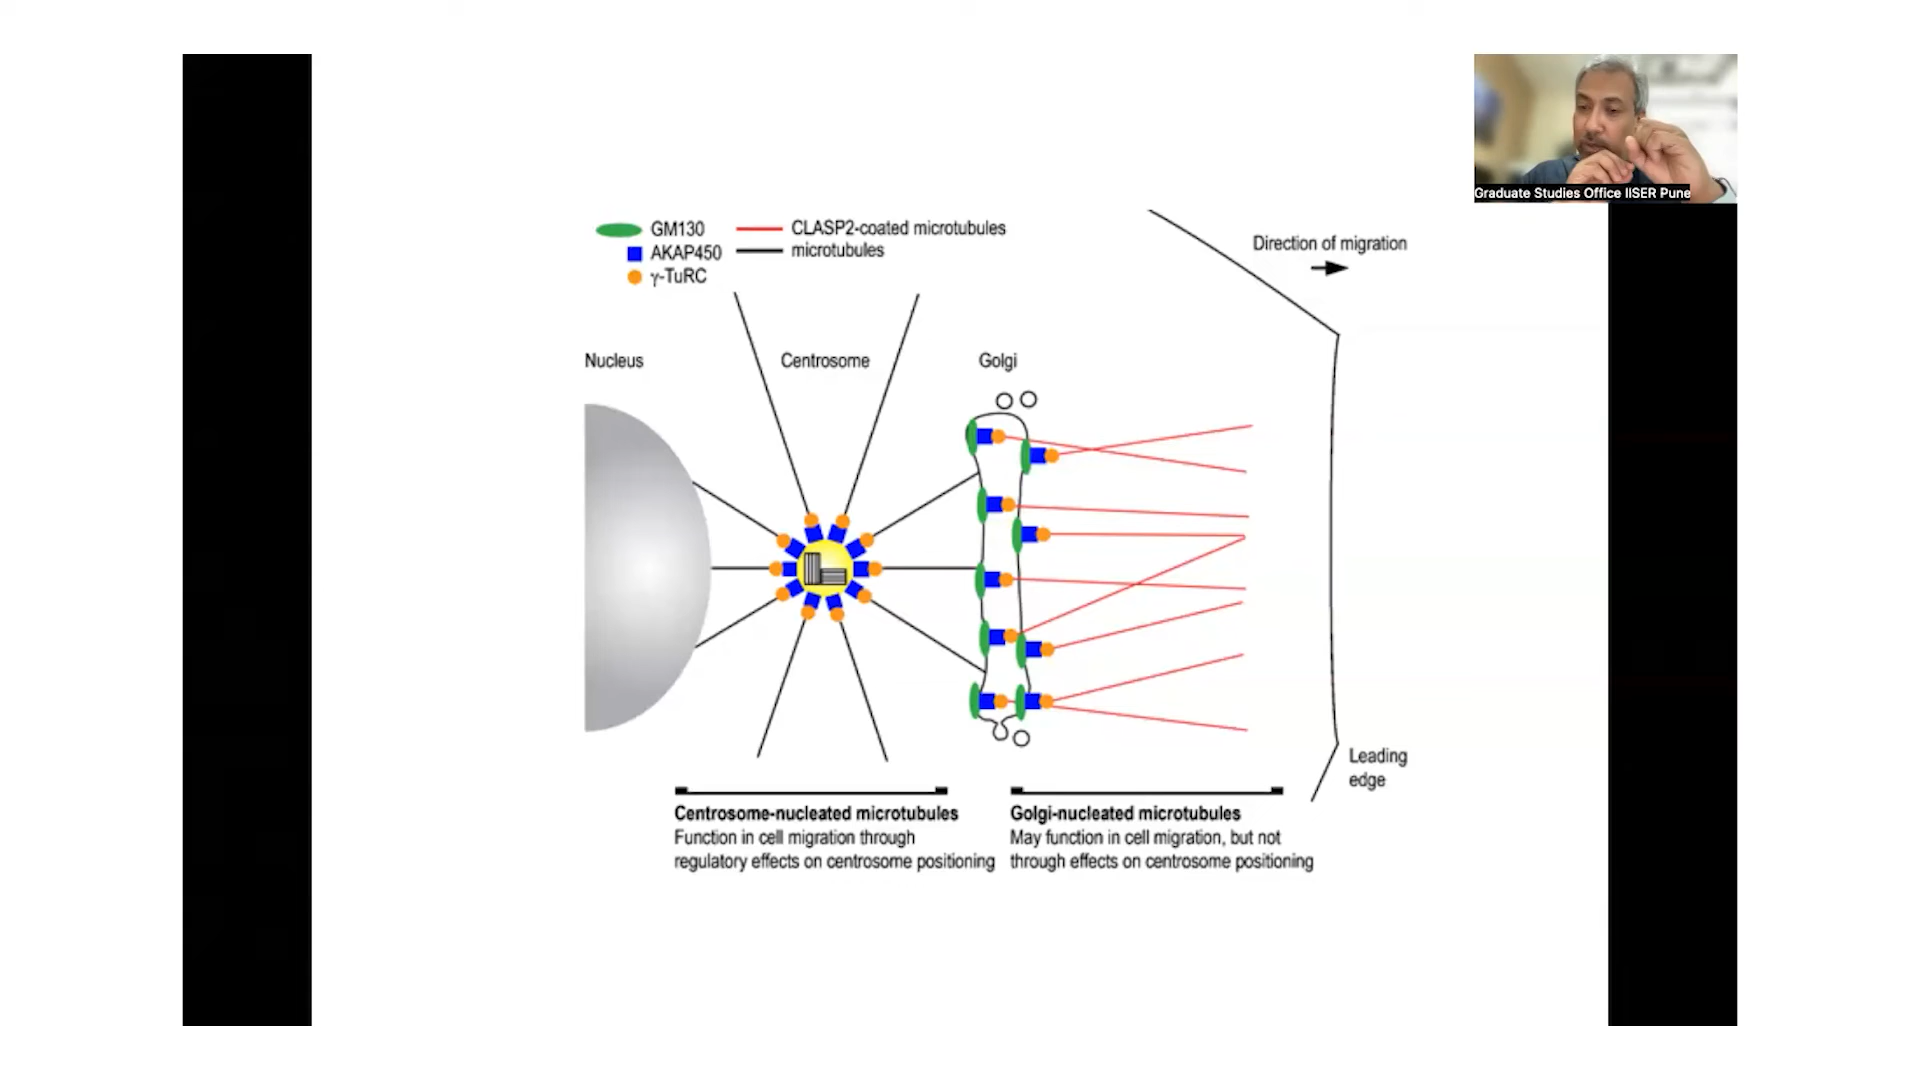 Graduate Studies Office IISER Pune
GM130
CLASP2-coated microtubules
AKAP450
microtubules
γ-TuRC
Direction of migration
Nucleus
Centrosome
Golgi
Leading
edge
Centrosome-nucleated microtubules
Function in cell migration through
regulatory effects on centrosome positioning
Golgi-nucleated microtubules
May function in cell migration, but not
through effects on centrosome positioning